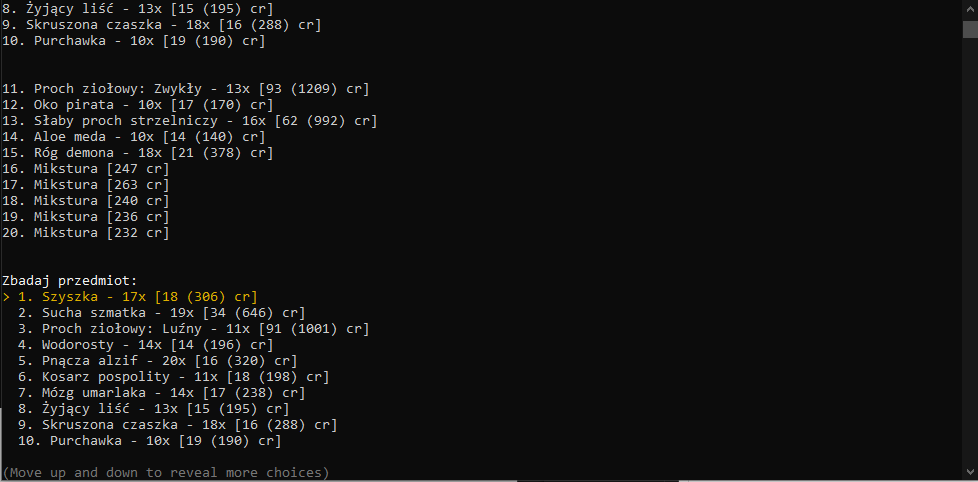 8. Żyjący liść - 13x [15 (195) cr]
9. Skruszona czaszka - 18x [16 (288) cr]
10. Purchawka - 10x [19 (190) cr]
11. Proch ziołowy: Zwykły - 13x [93 (1209) cr]
12. Oko pirata - 10x [17 (170) cr]
13. Słaby proch strzelniczy - 16x [62 (992) cr]
14. Aloe meda - 10x [14 (140) cr]
15. Róg demona - 18x [21 (378) cr]
16. Mikstura [247 cr]
17. Mikstura [263 cr]
18. Mikstura [240 cr]
19. Mikstura [236 cr]
20. Mikstura [232 cr]
Zbadaj przedmiot:
> 1. Szyszka - 17x [18 (306) cr]
2. Sucha szmatka - 19x [34 (646) cr]
3. Proch ziołowy: Luźny - 11x [91 (1001) cr]
4. Wodorosty - 14x [14 (196) cr]
5. Pnącza alzif - 20x [16 (320) cr]
6. Kosarz pospolity - 11x [18 (198) cr]
7. Mózg umarlaka - 14x [17 (238) cr]
8. Żyjący liść - 13x [15 (195) cr]
9. Skruszona czaszka - 18x [16 (288) cr]
10. Purchawka - 10x [19 (190) cr]
(Move up and down to reveal more choices)